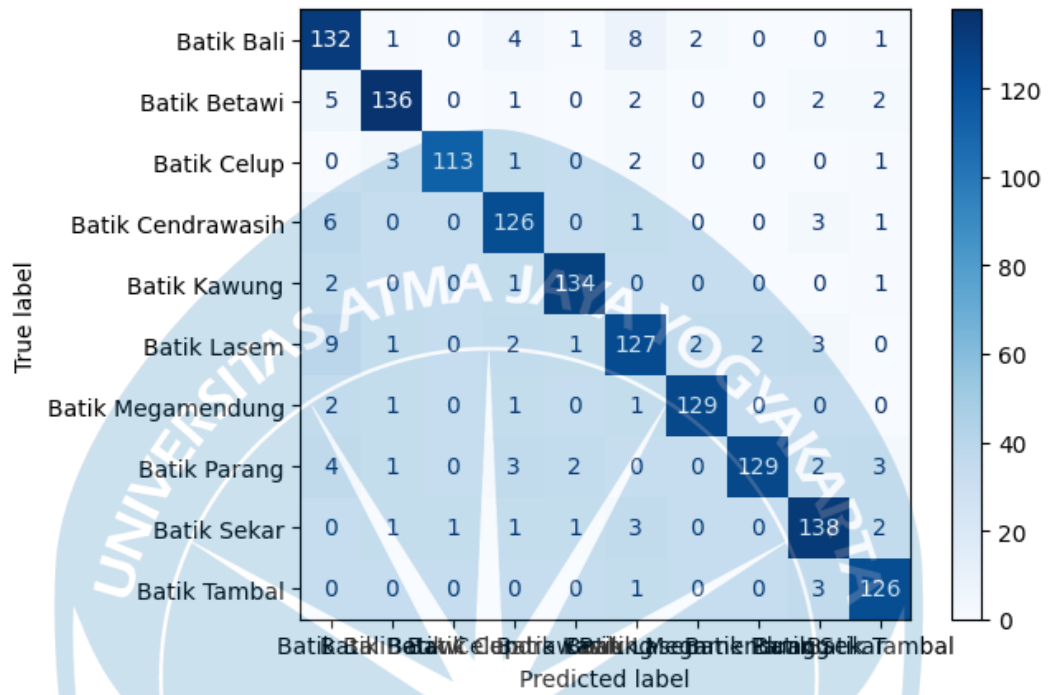 Batik Bali 132 1 0 4 1 8 2 0 0 1
Batik Betawi 5 136 0 1 0 2 0 0 2 2
Batik Celup 0 3 113 1 0 2 0 0 0 1
Batik Cendrawasih 6 0 0 126 0 1 0 0 3 1
Batik Kawung 2 0 0 1 134 0 0 0 0 1
Batik Lasem 9 1 0 2 1 127 2 2 3 0
Batik Megamendung 2 1 0 1 0 1 129 0 0 0
Batik Parang 4 1 0 3 2 0 0 129 2 3
Batik Sekar 0 1 1 1 1 3 0 0 138 2
Batik Tambal 0 0 0 0 0 1 0 0 3 126
True label
Predicted label
120
100
80
60
40
20
0
UNIVERSITAS ATMA JAYA YOGYAKARTA